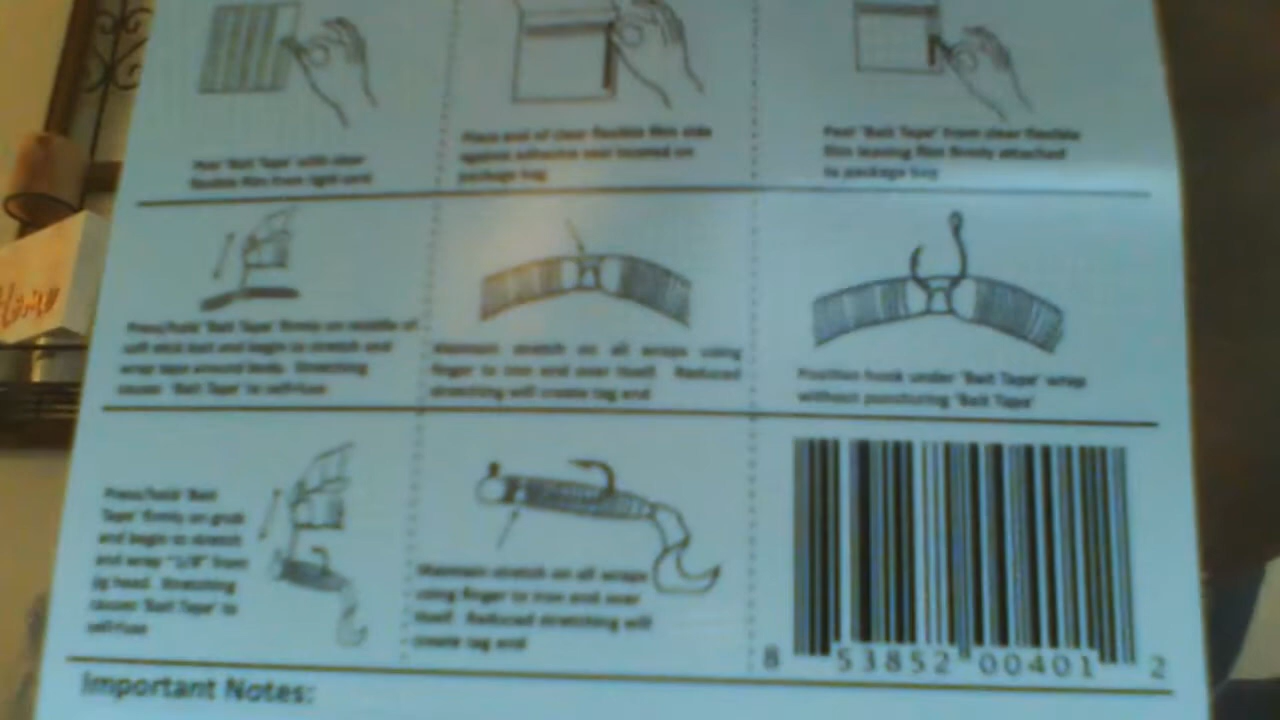 Peel 'Bait Tape' with clear
flexible film from rigid card
Place end of clear flexible film side
against adhesive seal located on
package bag
Peel 'Bait Tape' from clear flexible
film leaving film firmly attached
to package bag
Press/hold 'Bait Tape' firmly on middle of
soft stick bait and begin to stretch and
wrap tape around body. Stretching
causes 'Bait Tape' to self-fuse
Maintain stretch on all wraps using
finger to iron end over itself. Reduced
stretching will create tag end
Position hook under 'Bait Tape' wrap
without puncturing 'Bait Tape'
Press/hold 'Bait
Tape' firmly on grub
and begin to stretch
and wrap "1/8" from
jig head. Stretching
causes 'Bait Tape' to
self-fuse
Maintain stretch on all wraps
using finger to iron end over
itself. Reduced stretching will
create tag end
8 53852 00401 2
Important Notes:
Home